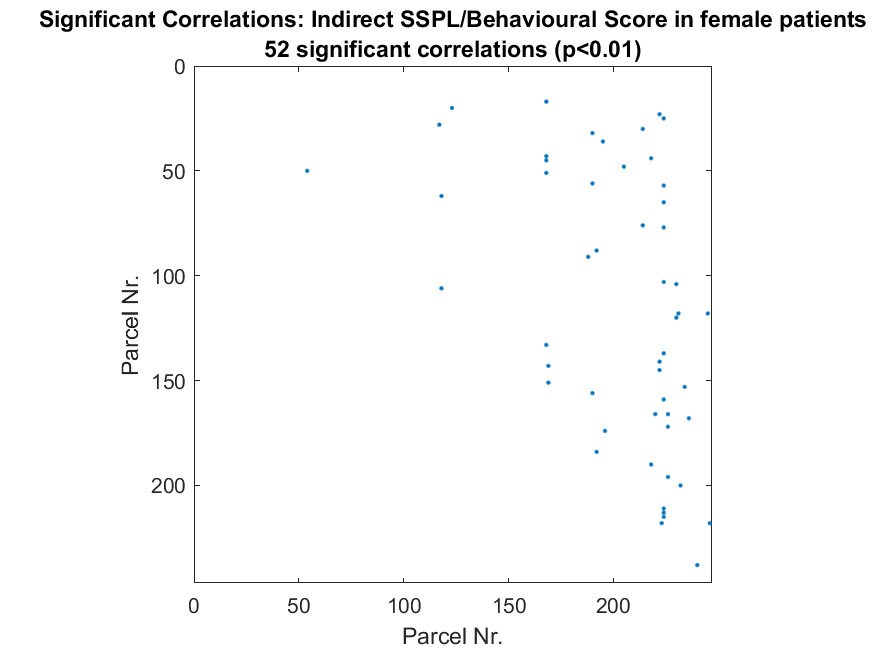 Significant Correlations: Indirect SSPL/Behavioural Score in female patients
52 significant correlations (p<0.01)
0
50
100
150
200
Parcel Nr.
0 50 100 150 200
Parcel Nr.